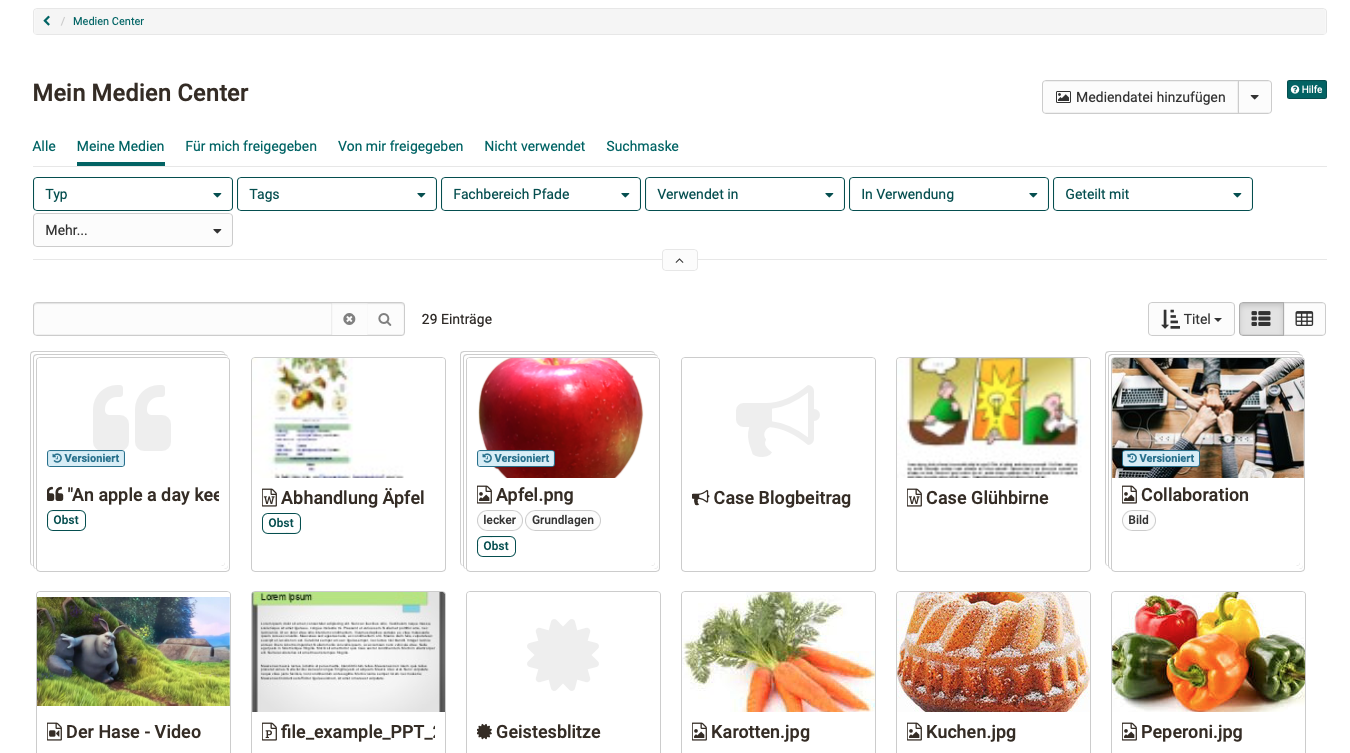 / Medien Center
Mein Medien Center
Mediendatei hinzufügen
Hilfe
Alle Meine Medien Für mich freigegeben Von mir freigegeben Nicht verwendet Suchmaske
Typ Tags Fachbereich Pfade Verwendet in In Verwendung Geteilt mit
Mehr...
29 Einträge Titel
Versioniert Versioniert Versioniert
"An apple a day kee Abhandlung Äpfel Apfel.png Case Blogbeitrag Case Glühbirne Collaboration
Obst Obst lecker Grundlagen Bild
Obst
Lorem Ipsum
Der Hase - Video file_example_PPT_ Geistesblitze Karotten.jpg Kuchen.jpg Peperoni.jpg